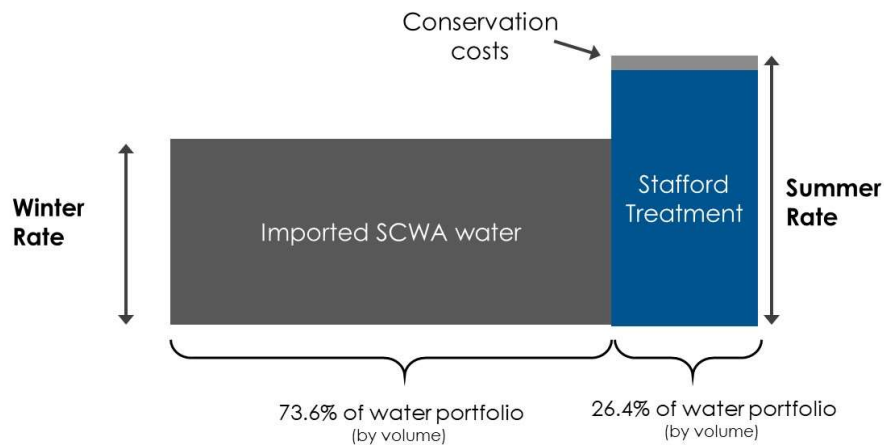 Conservation
costs
Winter
Rate
Imported SCWA water
Stafford
Treatment
Summer
Rate
73.6% of water portfolio
(by volume)
26.4% of water portfolio
(by volume)